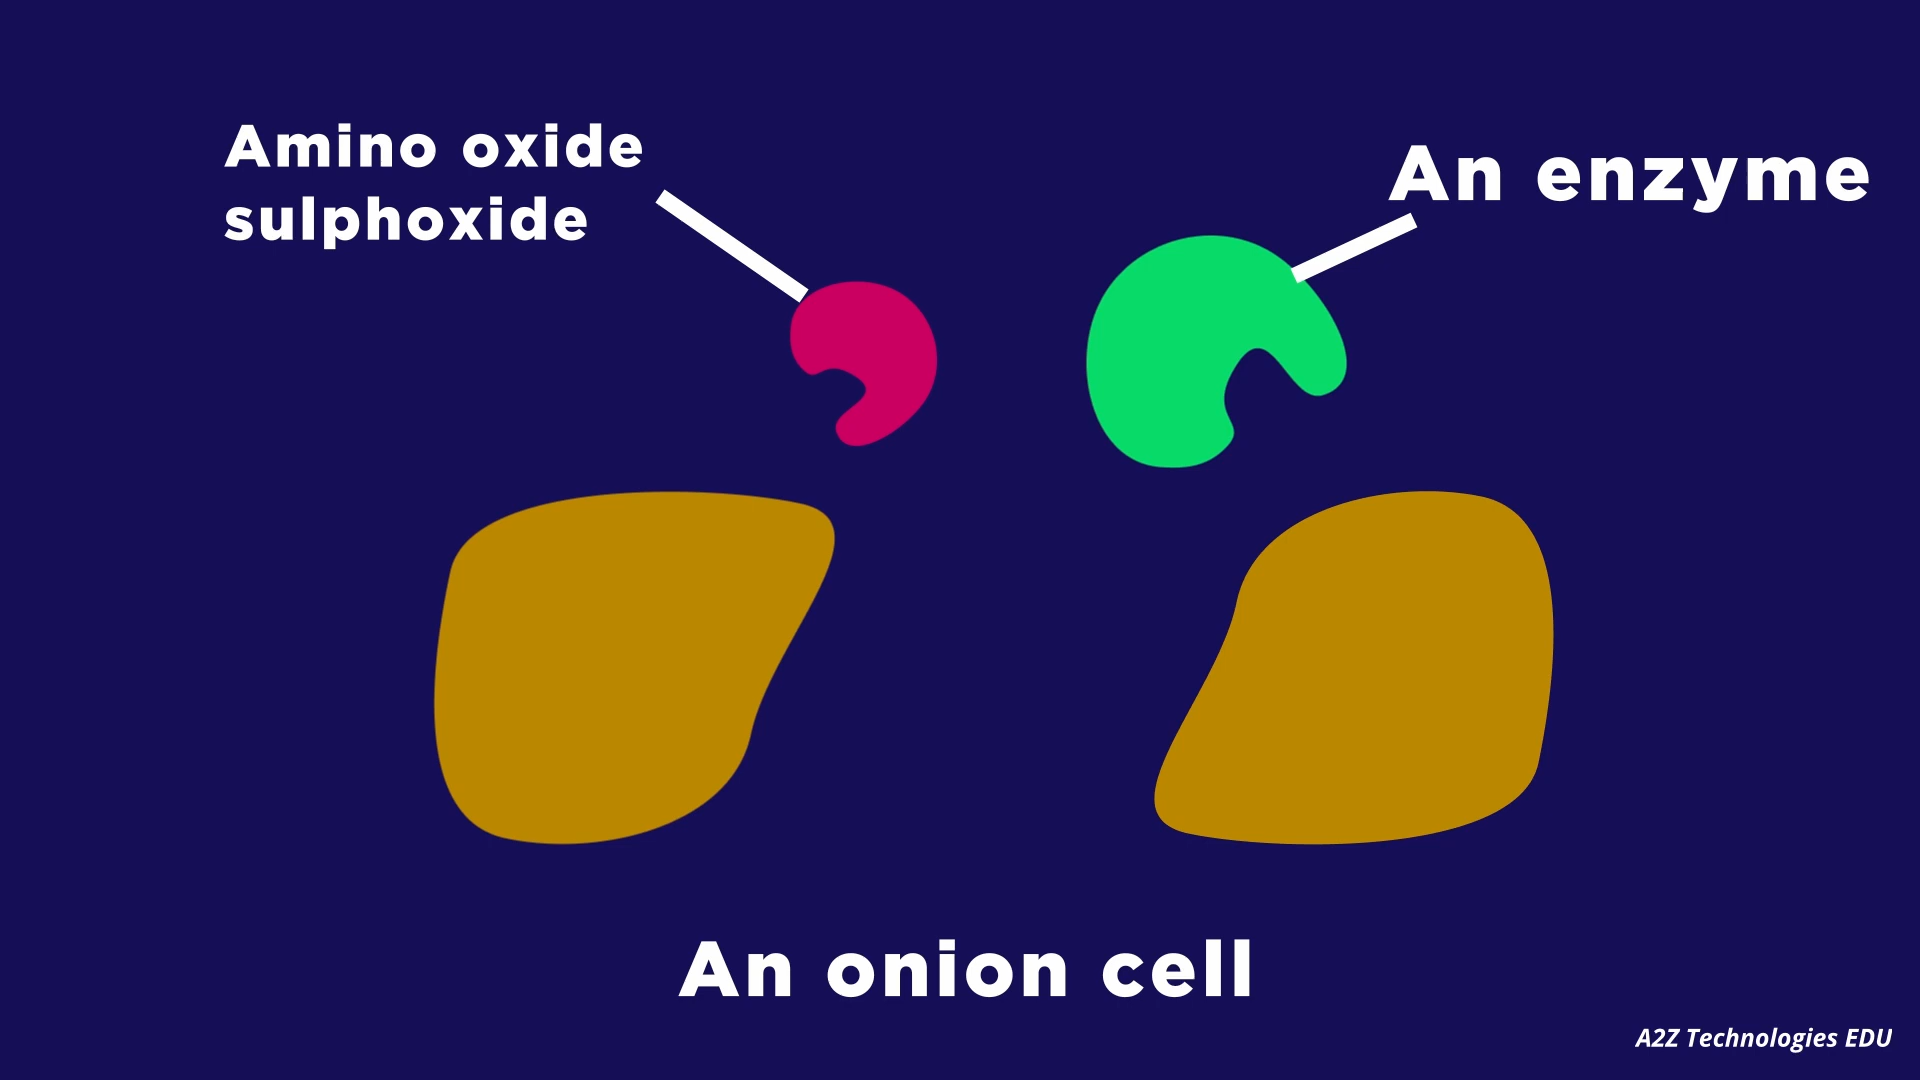 Amino oxide
sulphoxide
An enzyme
An onion cell
A2Z Technologies EDU